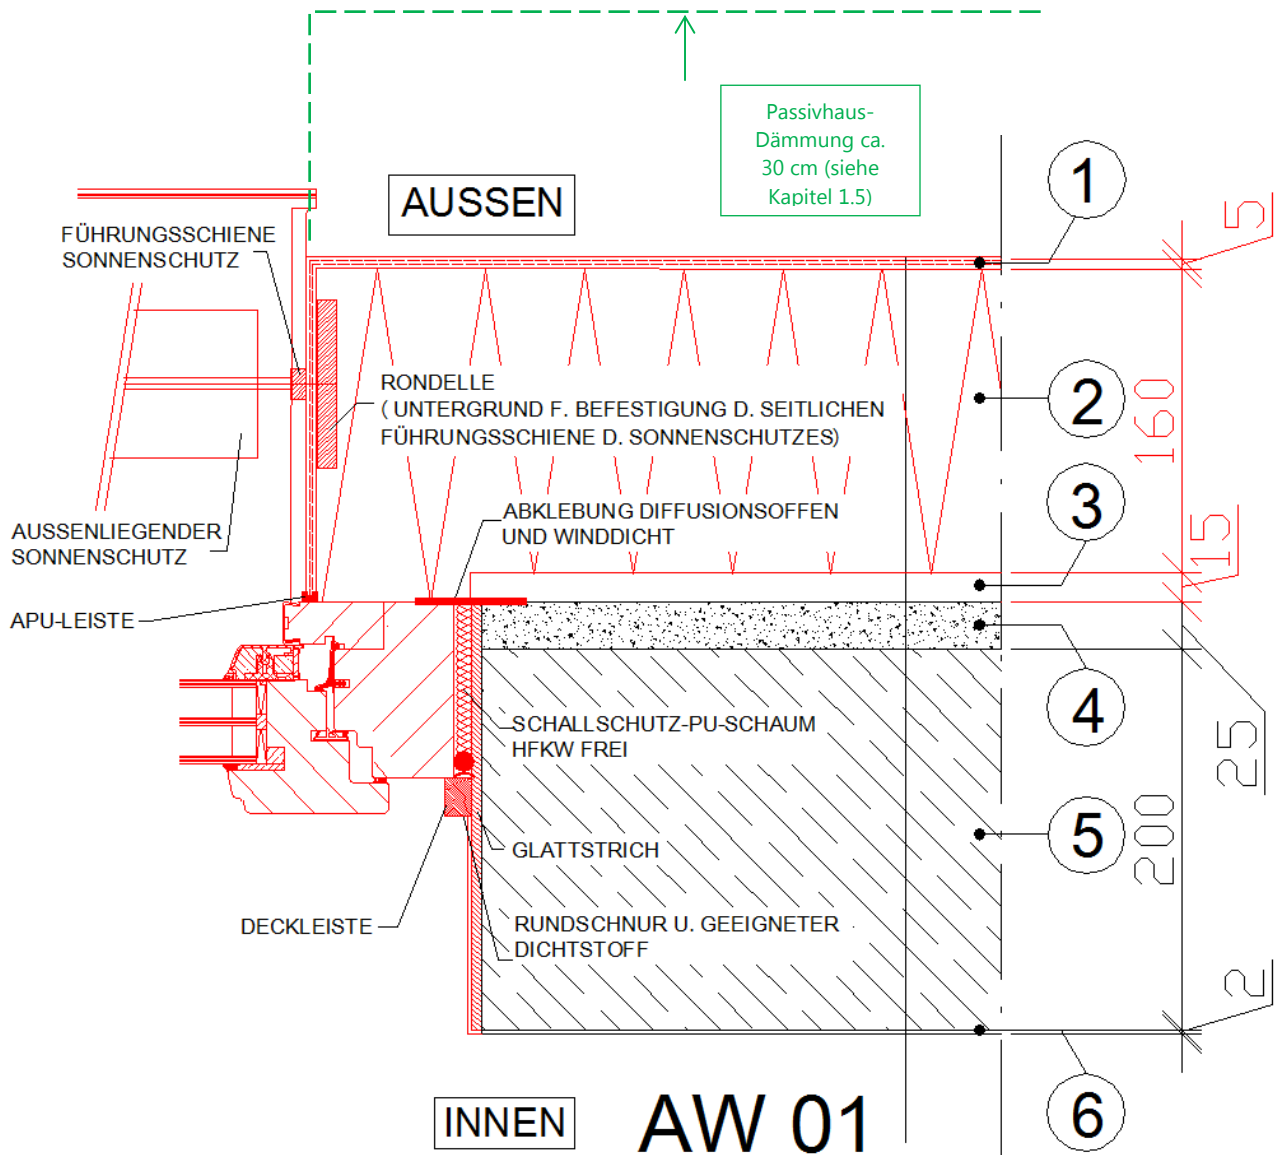 Passivhaus-
Dämmung ca.
30 cm (siehe
Kapitel 1.5)
AUSSEN
1
5
FÜHRUNGSSCHIENE
SONNENSCHUTZ
RONDELLE
( UNTERGRUND F. BEFESTIGUNG D. SEITLICHEN
FÜHRUNGSSCHIENE D. SONNENSCHUTZES)
2
160
3
ABKLEBUNG DIFFUSIONSOFFEN
UND WINDDICHT
15
AUSSENLIEGENDER
SONNENSCHUTZ
APU-LEISTE
4
SCHALLSCHUTZ-PU-SCHAUM
HFKW FREI
25
5
200
GLATTSTRICH
DECKLEISTE
RUNDSCHNUR U. GEEIGNETER
DICHTSTOFF
2
INNEN
AW 01
6